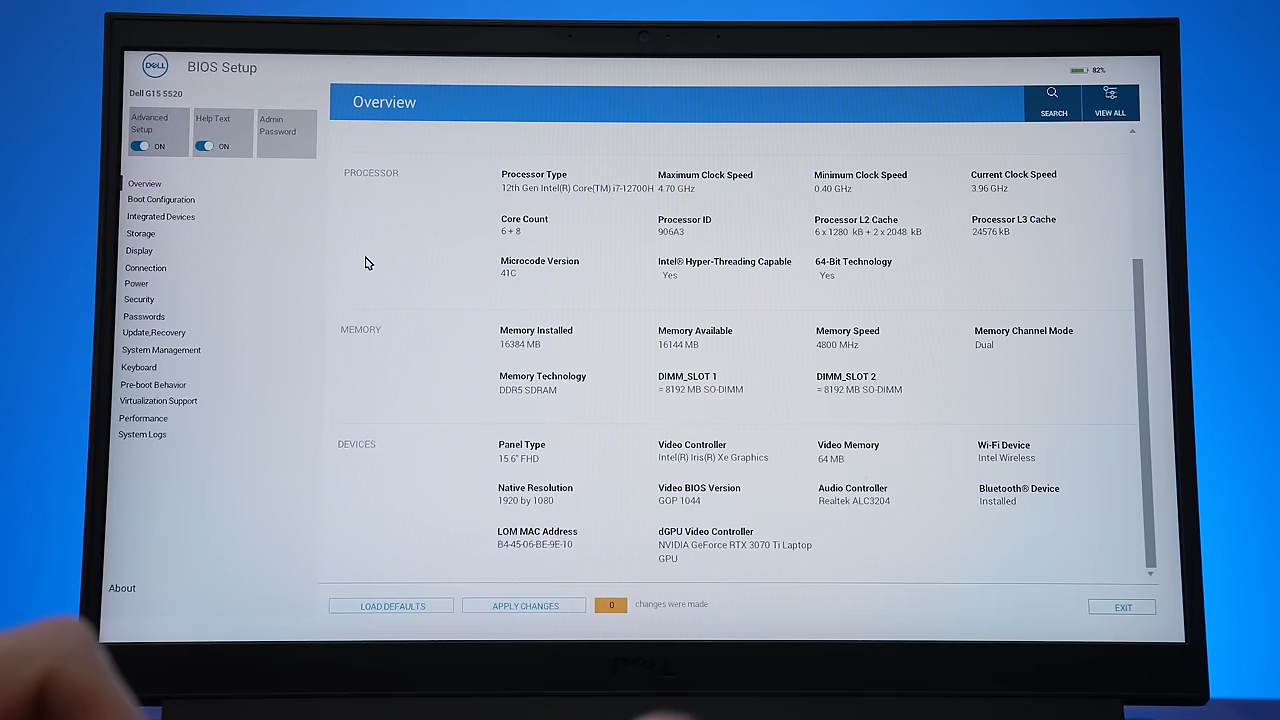 DELL
BIOS Setup
82%
Dell G15 5520
Advanced Setup
ON
Help Text
ON
Admin Password
Overview
SEARCH
VIEW ALL
Overview
Boot Configuration
Integrated Devices
Storage
Display
Connection
Power
Security
Passwords
Update,Recovery
System Management
Keyboard
Pre-boot Behavior
Virtualization Support
Performance
System Logs
About
PROCESSOR
Processor Type
12th Gen Intel(R) Core(TM) i7-12700H
Maximum Clock Speed
4.70 GHz
Minimum Clock Speed
0.40 GHz
Current Clock Speed
3.96 GHz
Core Count
6 + 8
Processor ID
906A3
Processor L2 Cache
6 x 1280 kB + 2 x 2048 kB
Processor L3 Cache
24576 kB
Microcode Version
41C
Intel® Hyper-Threading Capable
Yes
64-Bit Technology
Yes
MEMORY
Memory Installed
16384 MB
Memory Available
16144 MB
Memory Speed
4800 MHz
Memory Channel Mode
Dual
Memory Technology
DDR5 SDRAM
DIMM_SLOT 1
= 8192 MB SO-DIMM
DIMM_SLOT 2
= 8192 MB SO-DIMM
DEVICES
Panel Type
15.6" FHD
Video Controller
Intel(R) Iris(R) Xe Graphics
Video Memory
64 MB
Wi-Fi Device
Intel Wireless
Native Resolution
1920 by 1080
Video BIOS Version
GOP 1044
Audio Controller
Realtek ALC3204
Bluetooth® Device
Installed
LOM MAC Address
B4-45-06-BE-9E-10
dGPU Video Controller
NVIDIA GeForce RTX 3070 Ti Laptop
GPU
LOAD DEFAULTS
APPLY CHANGES
0
changes were made
EXIT
DELL